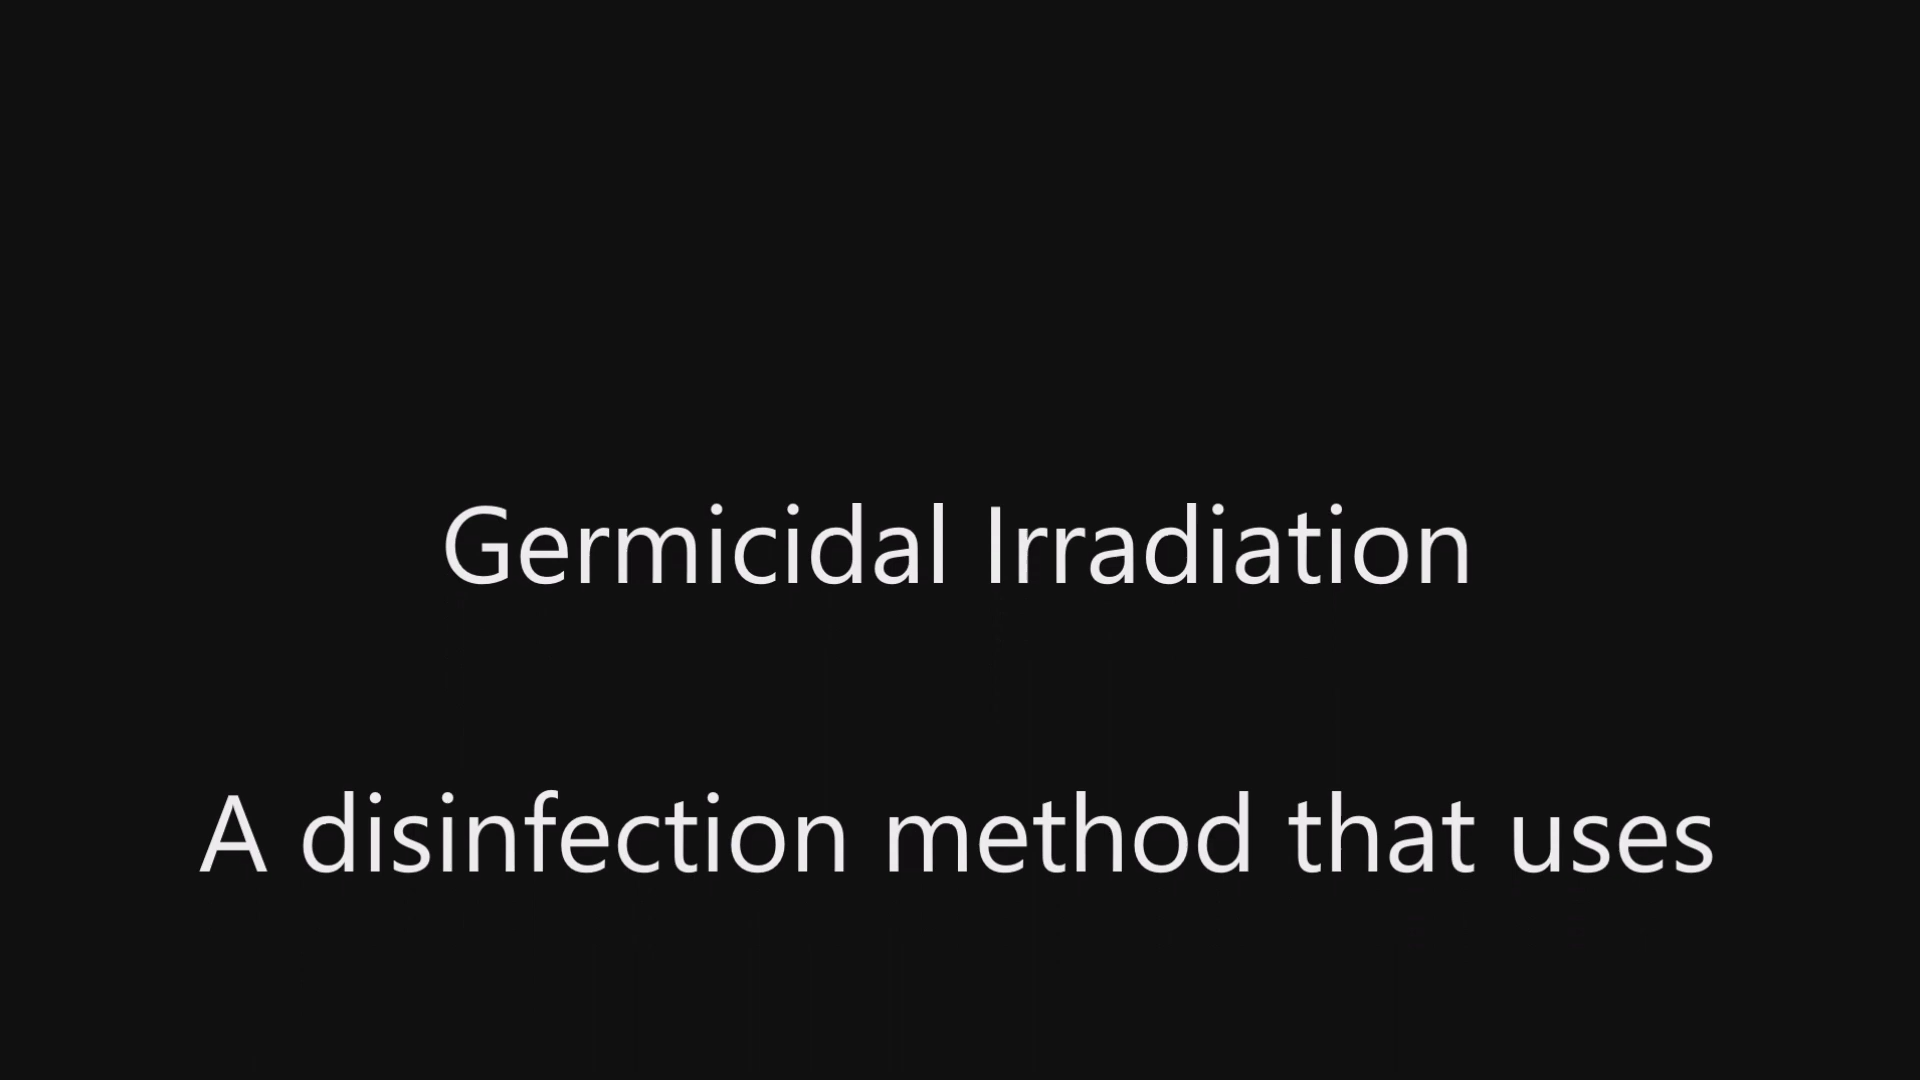 Germicidal Irradiation
A disinfection method that uses